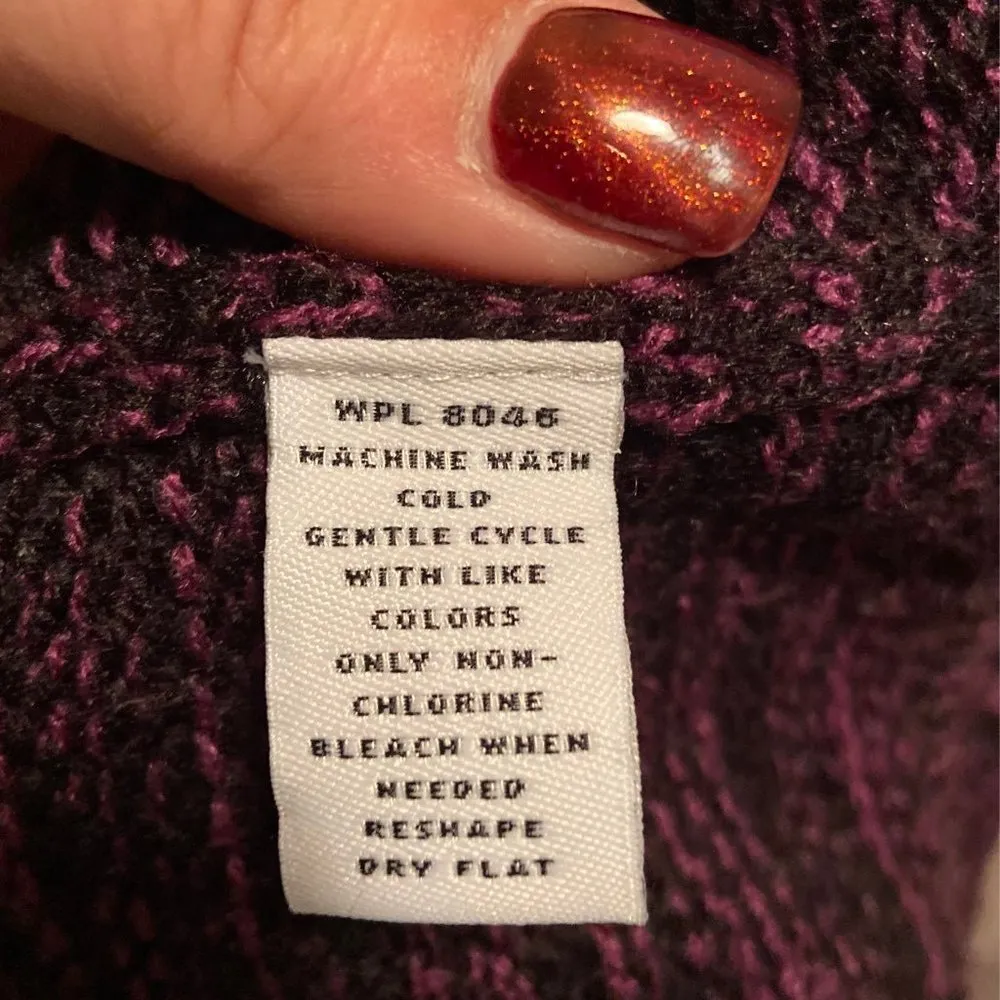 WPL 8046
MACHINE WASH
COLD
GENTLE CYCLE
WITH LIKE
COLORS
ONLY NON-
CHLORINE
BLEACH WHEN
NEEDED
RESHAPE
DRY FLAT